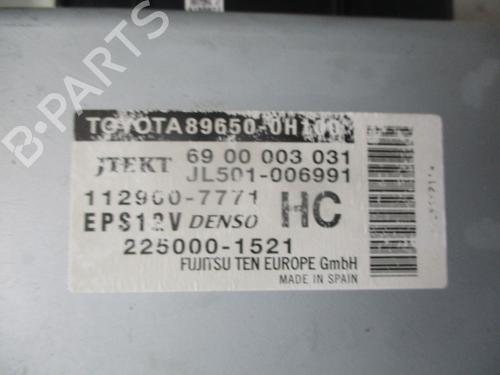 TOYOTA 89650-0H100
JTEKT 69 00 003 031
JL501-006991
112900-7771
EPS12V DENSO HC
225000-1521
FUJITSU TEN EUROPE GmbH
MADE IN SPAIN
B-PARTS